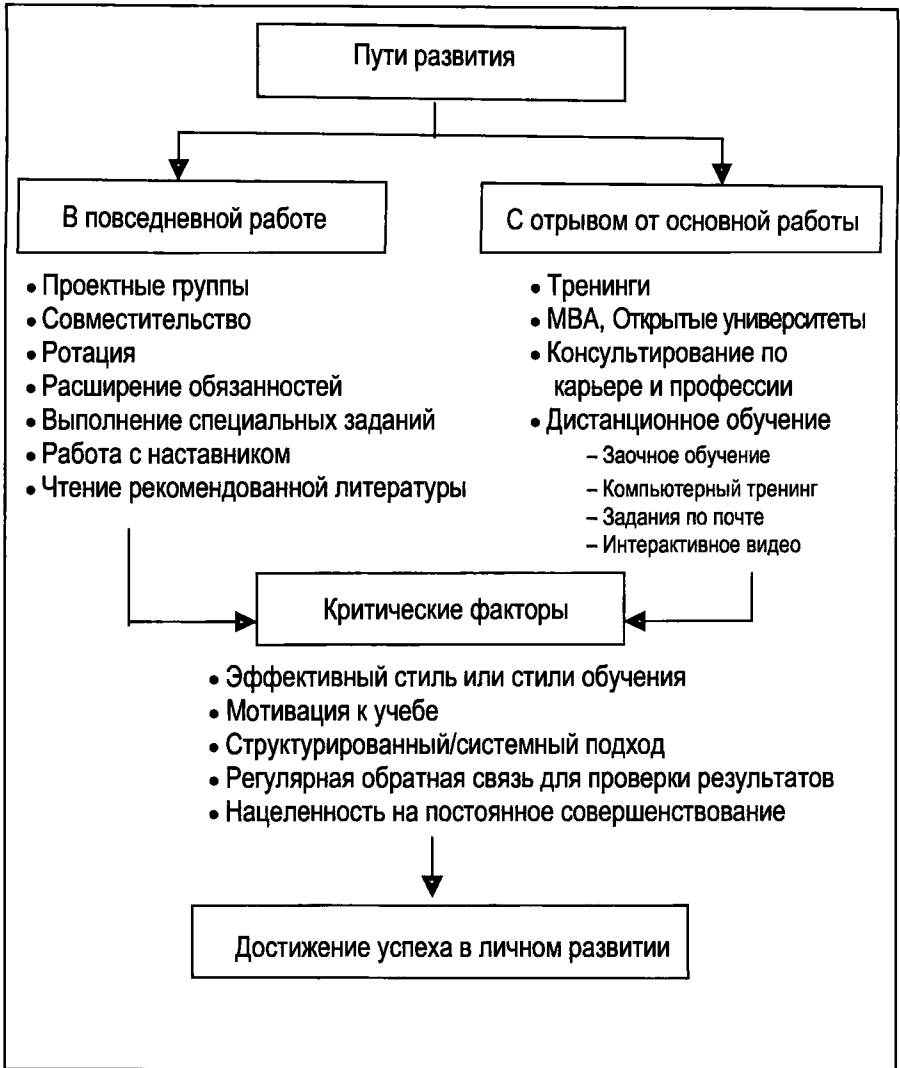 Пути развития
В повседневной работе
• Проектные группы
• Совместительство
• Ротация
• Расширение обязанностей
• Выполнение специальных заданий
• Работа с наставником
• Чтение рекомендованной литературы
С отрывом от основной работы
• Тренинги
• МВА, Открытые университеты
• Консультирование по
карьере и профессии
• Дистанционное обучение
– Заочное обучение
– Компьютерный тренинг
– Задания по почте
– Интерактивное видео
Критические факторы
• Эффективный стиль или стили обучения
• Мотивация к учебе
• Структурированный/системный подход
• Регулярная обратная связь для проверки результатов
• Нацеленность на постоянное совершенствование
Достижение успеха в личном развитии